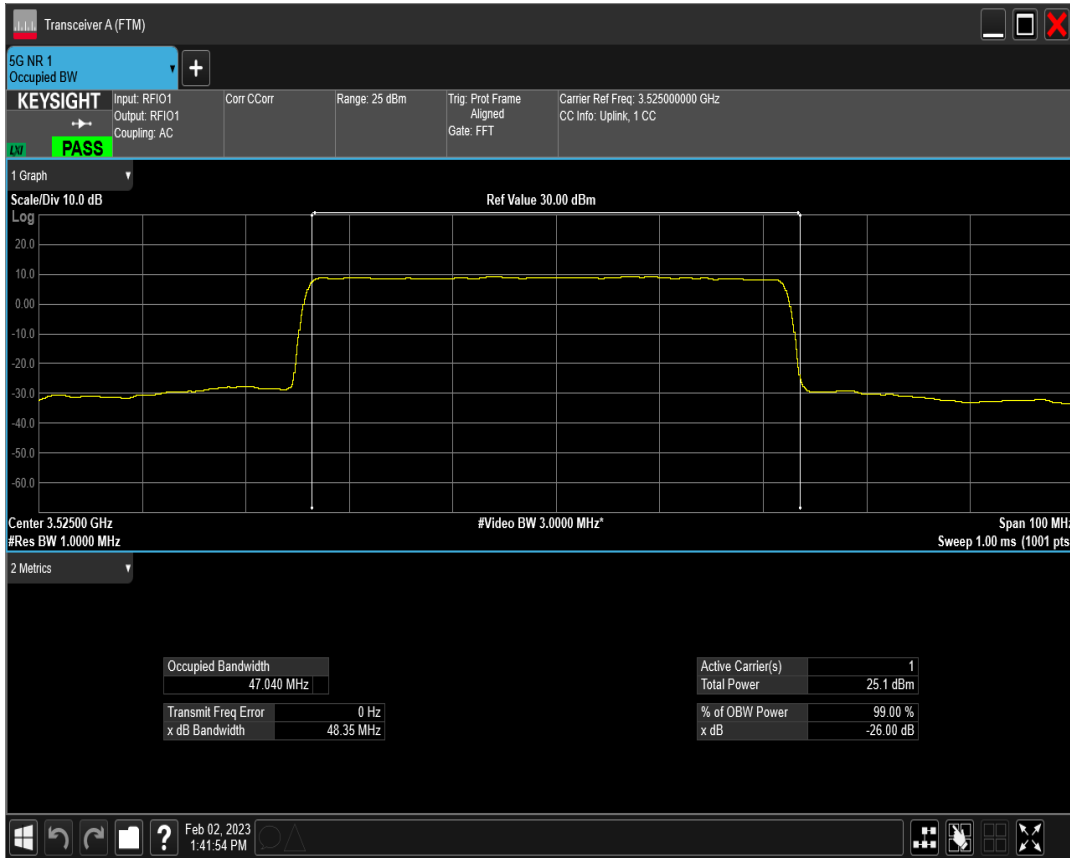 Transceiver A (FTM)
5G NR 1
Occupied BW
+
KEYSIGHT
LXI
PASS
Input: RFIO1
Output: RFIO1
Coupling: AC
Corr CCorr
Range: 25 dBm
Trig: Prot Frame
Aligned
Gate: FFT
Carrier Ref Freq: 3.525000000 GHz
CC Info: Uplink, 1 CC
1 Graph
Scale/Div 10.0 dB
Ref Value 30.00 dBm
Log
20.0
10.0
0.00
-10.0
-20.0
-30.0
-40.0
-50.0
-60.0
Center 3.52500 GHz
#Video BW 3.0000 MHz*
Span 100 MHz
#Res BW 1.0000 MHz
Sweep 1.00 ms (1001 pts
2 Metrics
Occupied Bandwidth
47.040 MHz
Transmit Freq Error 0 Hz
x dB Bandwidth 48.35 MHz
Active Carrier(s) 1
Total Power 25.1 dBm
% of OBW Power 99.00 %
x dB -26.00 dB
?
Feb 02, 2023
1:41:54 PM